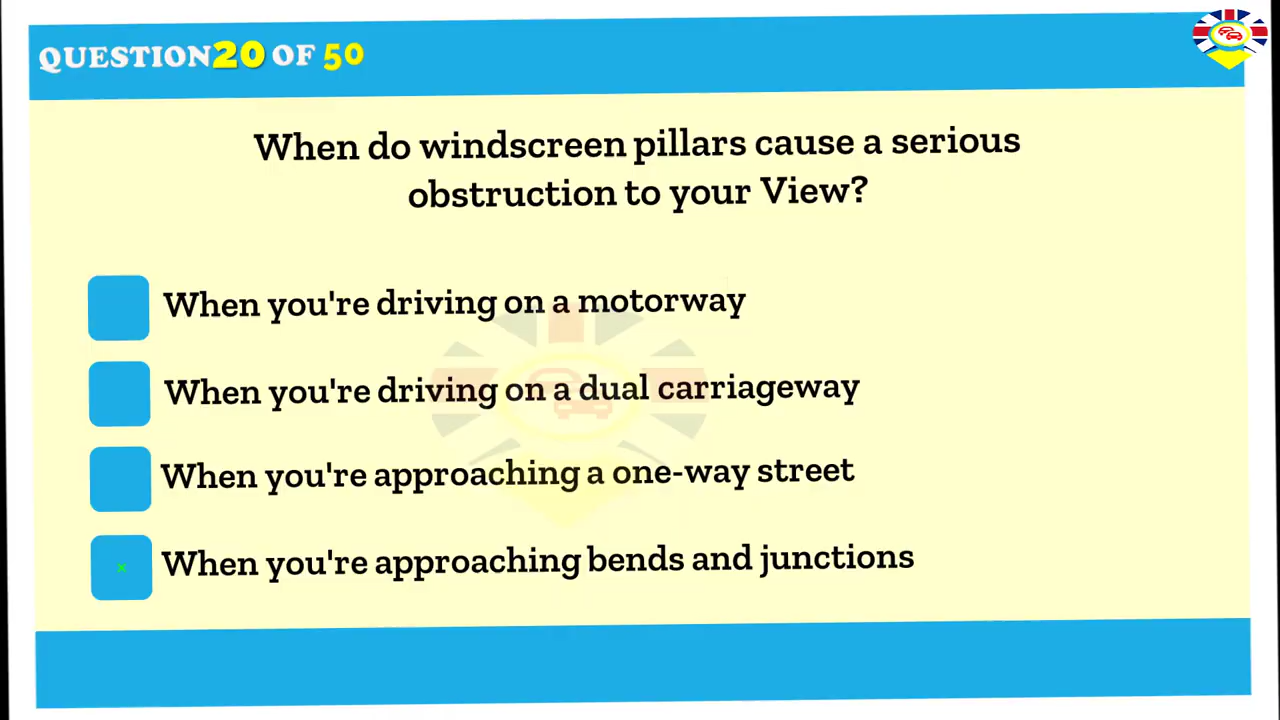 QUESTION 20 OF 50
When do windscreen pillars cause a serious
obstruction to your View?
When you're driving on a motorway
When you're driving on a dual carriageway
When you're approaching a one-way street
When you're approaching bends and junctions